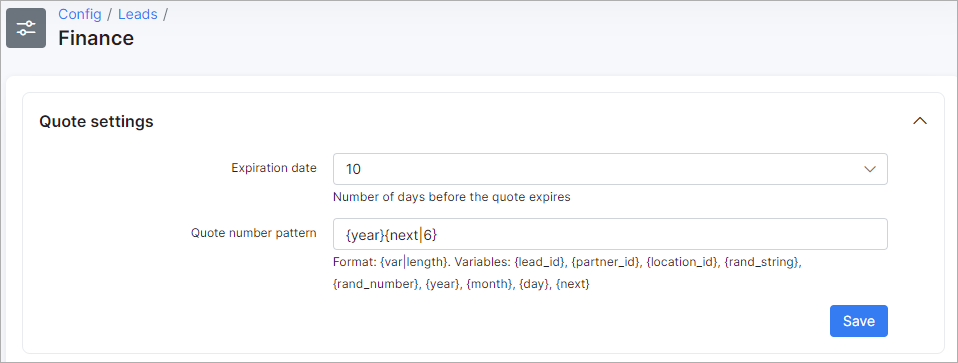 Config / Leads /
Finance
Quote settings
Expiration date
10
Number of days before the quote expires
Quote number pattern
{year}{next|6}
Format: {var|length}. Variables: {lead_id}, {partner_id}, {location_id}, {rand_string},
{rand_number}, {year}, {month}, {day}, {next}
Save